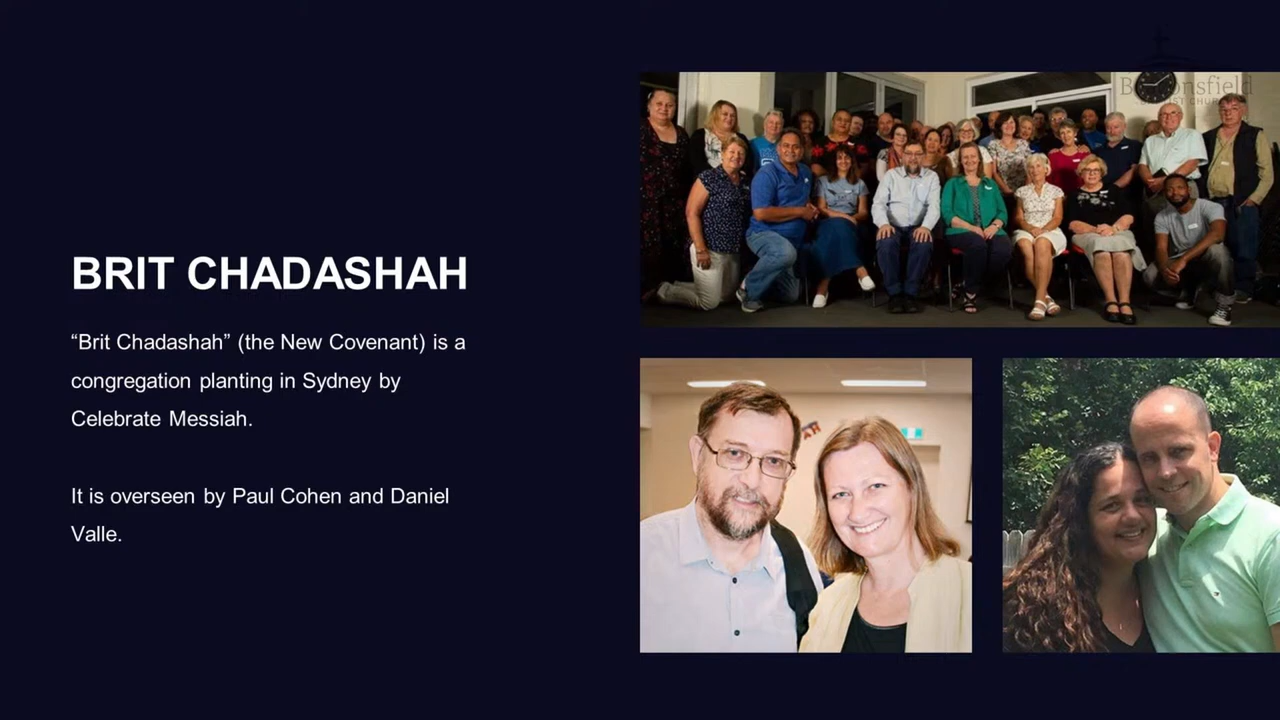 BRIT CHADASHAH
“Brit Chadashah” (the New Covenant) is a
congregation planting in Sydney by
Celebrate Messiah.
It is overseen by Paul Cohen and Daniel
Valle.